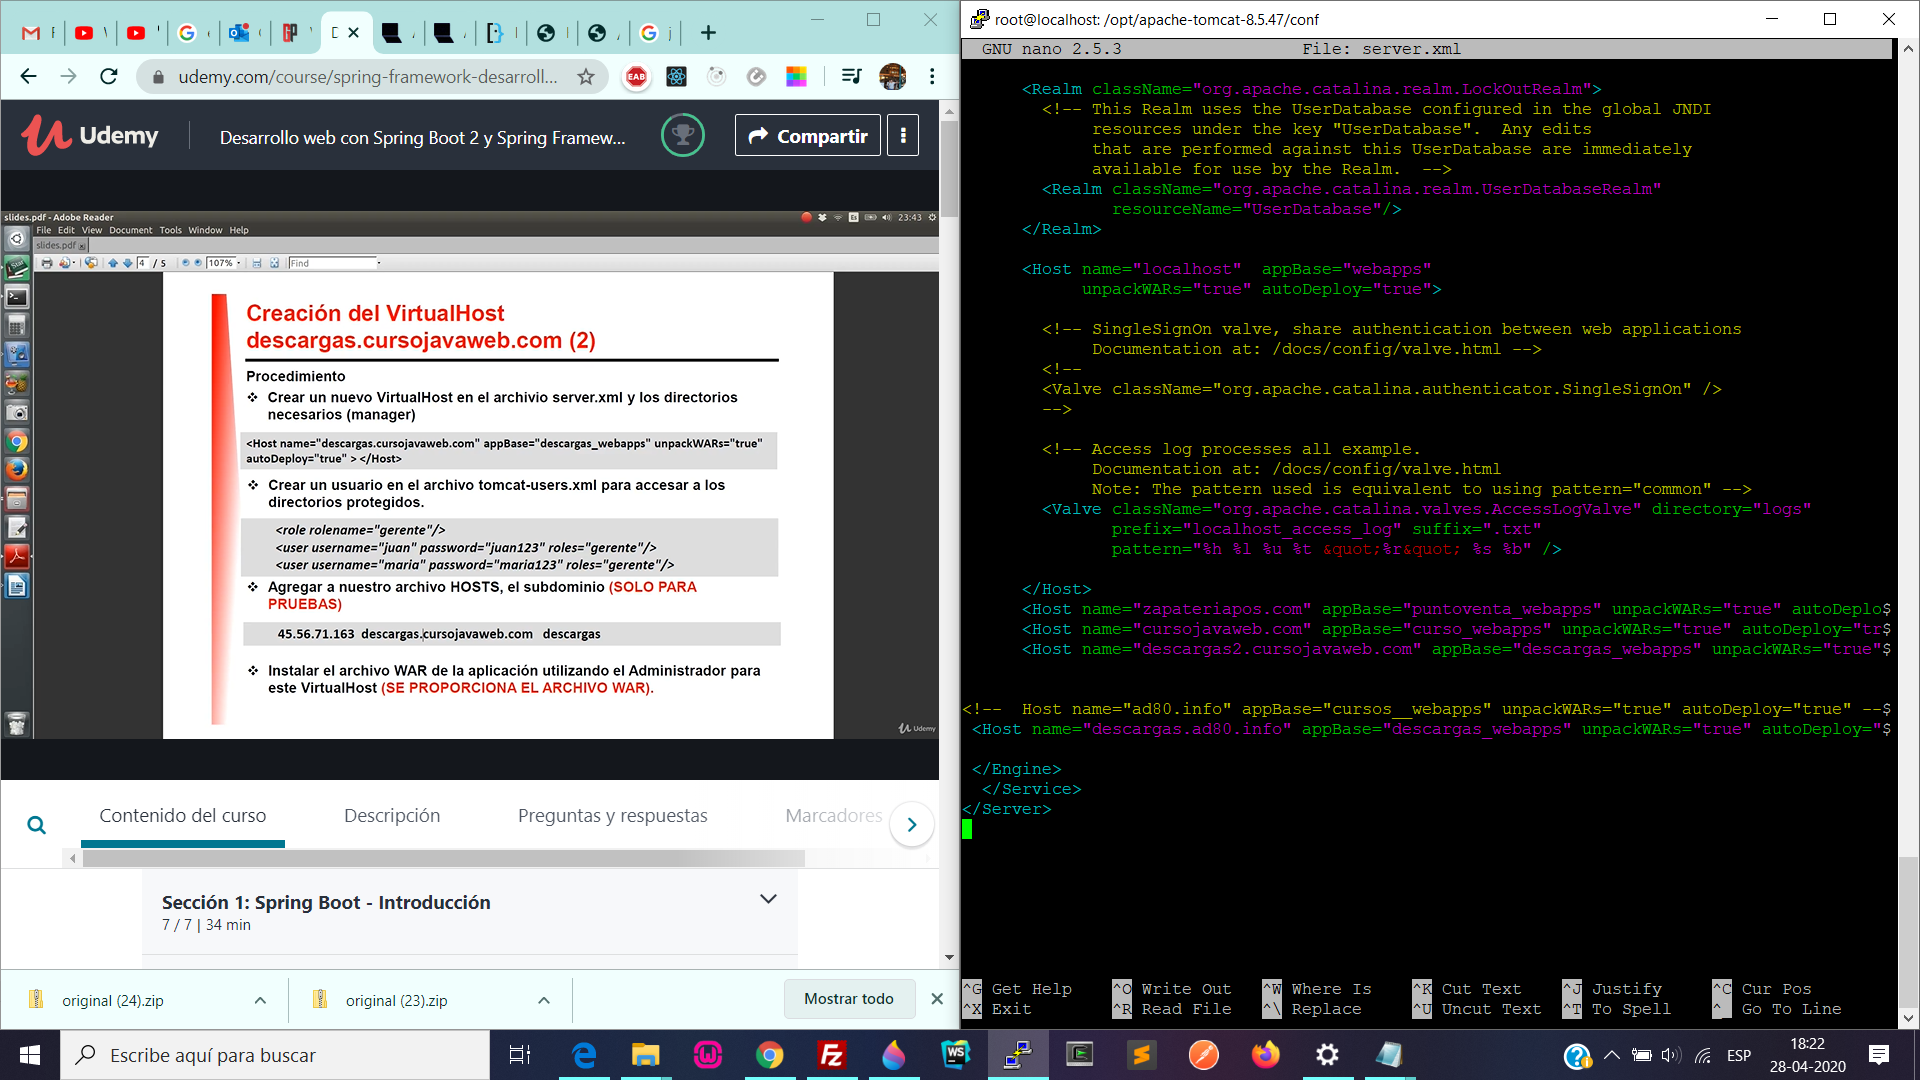 udemy.com/course/spring-framework-desarroll...
EAB
Udemy
Desarrollo web con Spring Boot 2 y Spring Framew...
Compartir
slides.pdf - Adobe Reader
23:43
File Edit View Document Tools Window Help
slides.pdf
4 / 5
107%
Find
Creación del VirtualHost
descargas.cursojavaweb.com (2)
Procedimiento
Crear un nuevo VirtualHost en el archivio server.xml y los directorios
necesarios (manager)
<Host name="descargas.cursojavaweb.com" appBase="descargas_webapps" unpackWARs="true"
autoDeploy="true" > </Host>
Crear un usuario en el archivo tomcat-users.xml para accesar a los
directorios protegidos.
<role rolename="gerente"/>
<user username="juan" password="juan123" roles="gerente"/>
<user username="maria" password="maria123" roles="gerente"/>
Agregar a nuestro archivo HOSTS, el subdominio (SOLO PARA
PRUEBAS)
45.56.71.163 descargas.cursojavaweb.com descargas
Instalar el archivo WAR de la aplicación utilizando el Administrador para
este VirtualHost (SE PROPORCIONA EL ARCHIVO WAR).
Udemy
Contenido del curso
Descripción
Preguntas y respuestas
Marcadores
Sección 1: Spring Boot - Introducción
7 / 7 | 34 min
original (24).zip
original (23).zip
Mostrar todo
root@localhost: /opt/apache-tomcat-8.5.47/conf
GNU nano 2.5.3 File: server.xml
<Realm className="org.apache.catalina.realm.LockOutRealm">
<!-- This Realm uses the UserDatabase configured in the global JNDI
resources under the key "UserDatabase". Any edits
that are performed against this UserDatabase are immediately
available for use by the Realm. -->
<Realm className="org.apache.catalina.realm.UserDatabaseRealm"
resourceName="UserDatabase"/>
</Realm>
<Host name="localhost" appBase="webapps"
unpackWARs="true" autoDeploy="true">
<!-- SingleSignOn valve, share authentication between web applications
Documentation at: /docs/config/valve.html -->
<!--
<Valve className="org.apache.catalina.authenticator.SingleSignOn" />
-->
<!-- Access log processes all example.
Documentation at: /docs/config/valve.html
Note: The pattern used is equivalent to using pattern="common" -->
<Valve className="org.apache.catalina.valves.AccessLogValve" directory="logs"
prefix="localhost_access_log" suffix=".txt"
pattern="%h %l %u %t &quot;%r&quot; %s %b" />
</Host>
<Host name="zapateriapos.com" appBase="puntoventa_webapps" unpackWARs="true" autoDeplo$
<Host name="cursojavaweb.com" appBase="curso_webapps" unpackWARs="true" autoDeploy="tr$
<Host name="descargas2.cursojavaweb.com" appBase="descargas_webapps" unpackWARs="true"$
<!-- Host name="ad80.info" appBase="cursos__webapps" unpackWARs="true" autoDeploy="true" --$
<Host name="descargas.ad80.info" appBase="descargas_webapps" unpackWARs="true" autoDeploy="$
</Engine>
</Service>
</Server>
^G Get Help ^O Write Out ^W Where Is ^K Cut Text ^J Justify ^C Cur Pos
^X Exit ^R Read File ^\ Replace ^U Uncut Text ^T To Spell ^_ Go To Line
Escribe aquí para buscar
ESP
18:22
28-04-2020